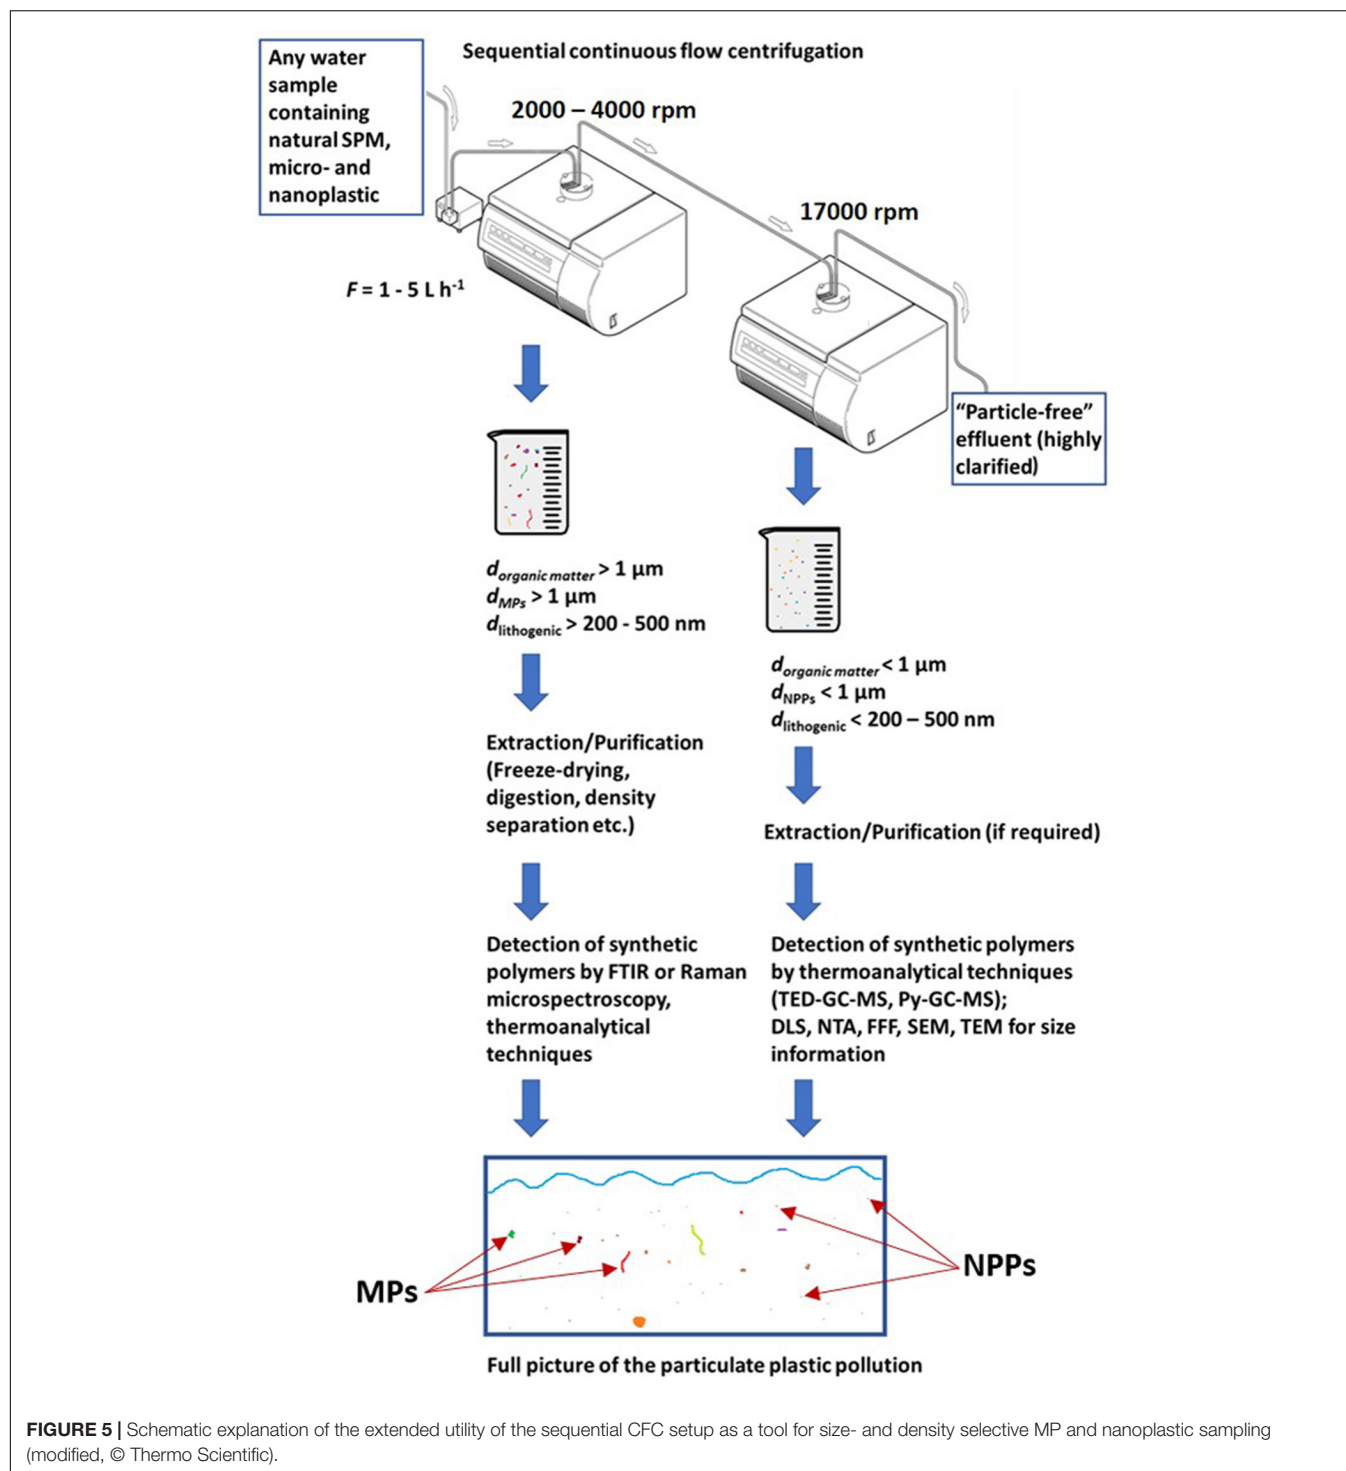 Sequential continuous flow centrifugation
Any water
sample
containing
natural SPM,
micro- and
nanoplastic
2000 – 4000 rpm
17000 rpm
F = 1 - 5 L h-1
“Particle-free”
effluent (highly
clarified)
dorganic matter > 1 µm
dMPs > 1 µm
dlithogenic > 200 - 500 nm
Extraction/Purification
(Freeze-drying,
digestion, density
separation etc.)
Detection of synthetic
polymers by FTIR or Raman
microspectroscopy,
thermoanalytical
techniques
dorganic matter < 1 µm
dNPPs < 1 µm
dlithogenic < 200 – 500 nm
Extraction/Purification (if required)
Detection of synthetic polymers
by thermoanalytical techniques
(TED-GC-MS, Py-GC-MS);
DLS, NTA, FFF, SEM, TEM for size
information
MPs
NPPs
Full picture of the particulate plastic pollution
FIGURE 5 | Schematic explanation of the extended utility of the sequential CFC setup as a tool for size- and density selective MP and nanoplastic sampling
(modified, © Thermo Scientific).